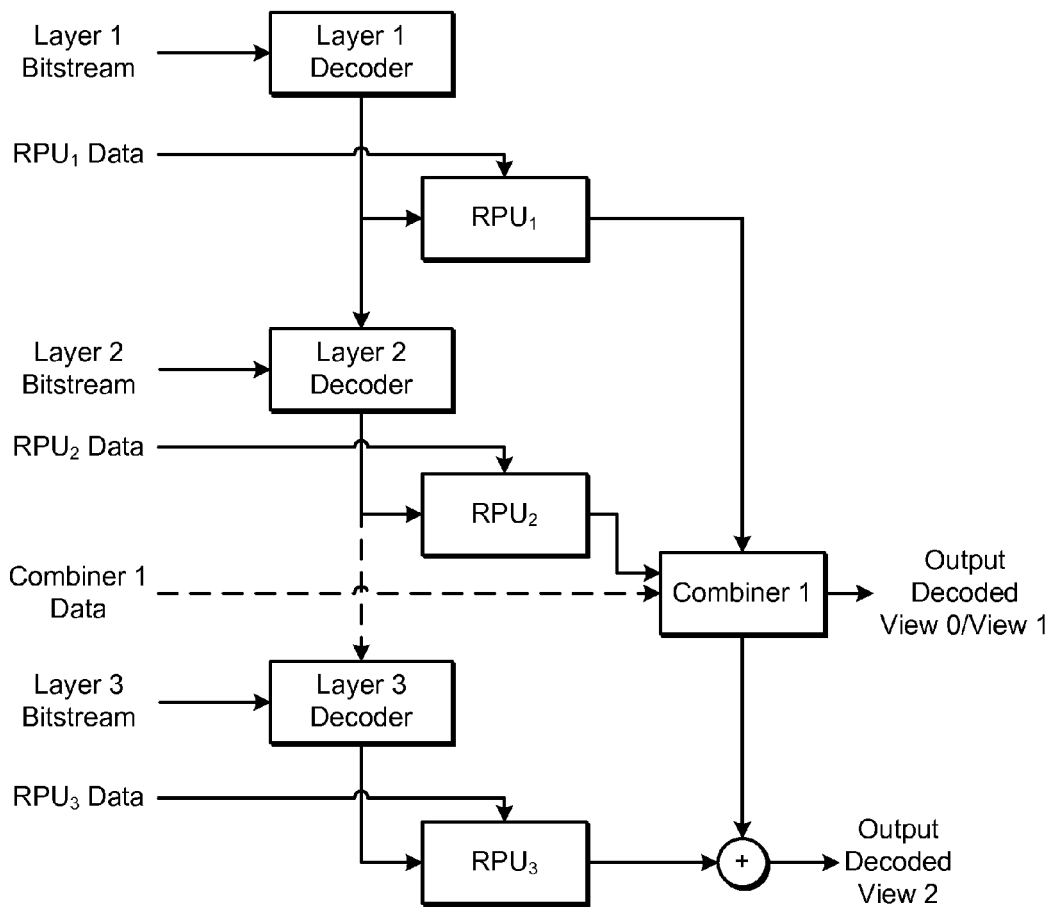 Layer 1
Bitstream
Layer 1
Decoder
RPU₁ Data
RPU₁
Layer 2
Bitstream
Layer 2
Decoder
RPU₂ Data
RPU₂
Combiner 1
Data
Combiner 1
Output
Decoded
View 0/View 1
Layer 3
Bitstream
Layer 3
Decoder
RPU₃ Data
RPU₃
+
Output
Decoded
View 2